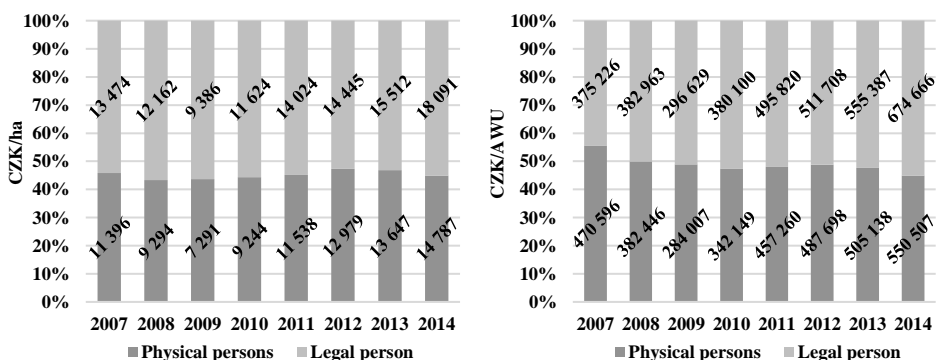 100%
90%
80%
70%
60%
50%
40%
30%
20%
10%
0%
CZK/ha
13 474 12 162 9 386 11 624 14 024 14 445 15 512 18 091
11 396 9 294 7 291 9 244 11 538 12 979 13 647 14 787
2007 2008 2009 2010 2011 2012 2013 2014
Physical persons Legal person
100%
90%
80%
70%
60%
50%
40%
30%
20%
10%
0%
CZK/AWU
375 226 382 963 296 629 380 100 495 820 511 708 555 387 674 666
470 596 382 446 284 007 342 149 457 260 487 698 505 138 550 507
2007 2008 2009 2010 2011 2012 2013 2014
Physical persons Legal person